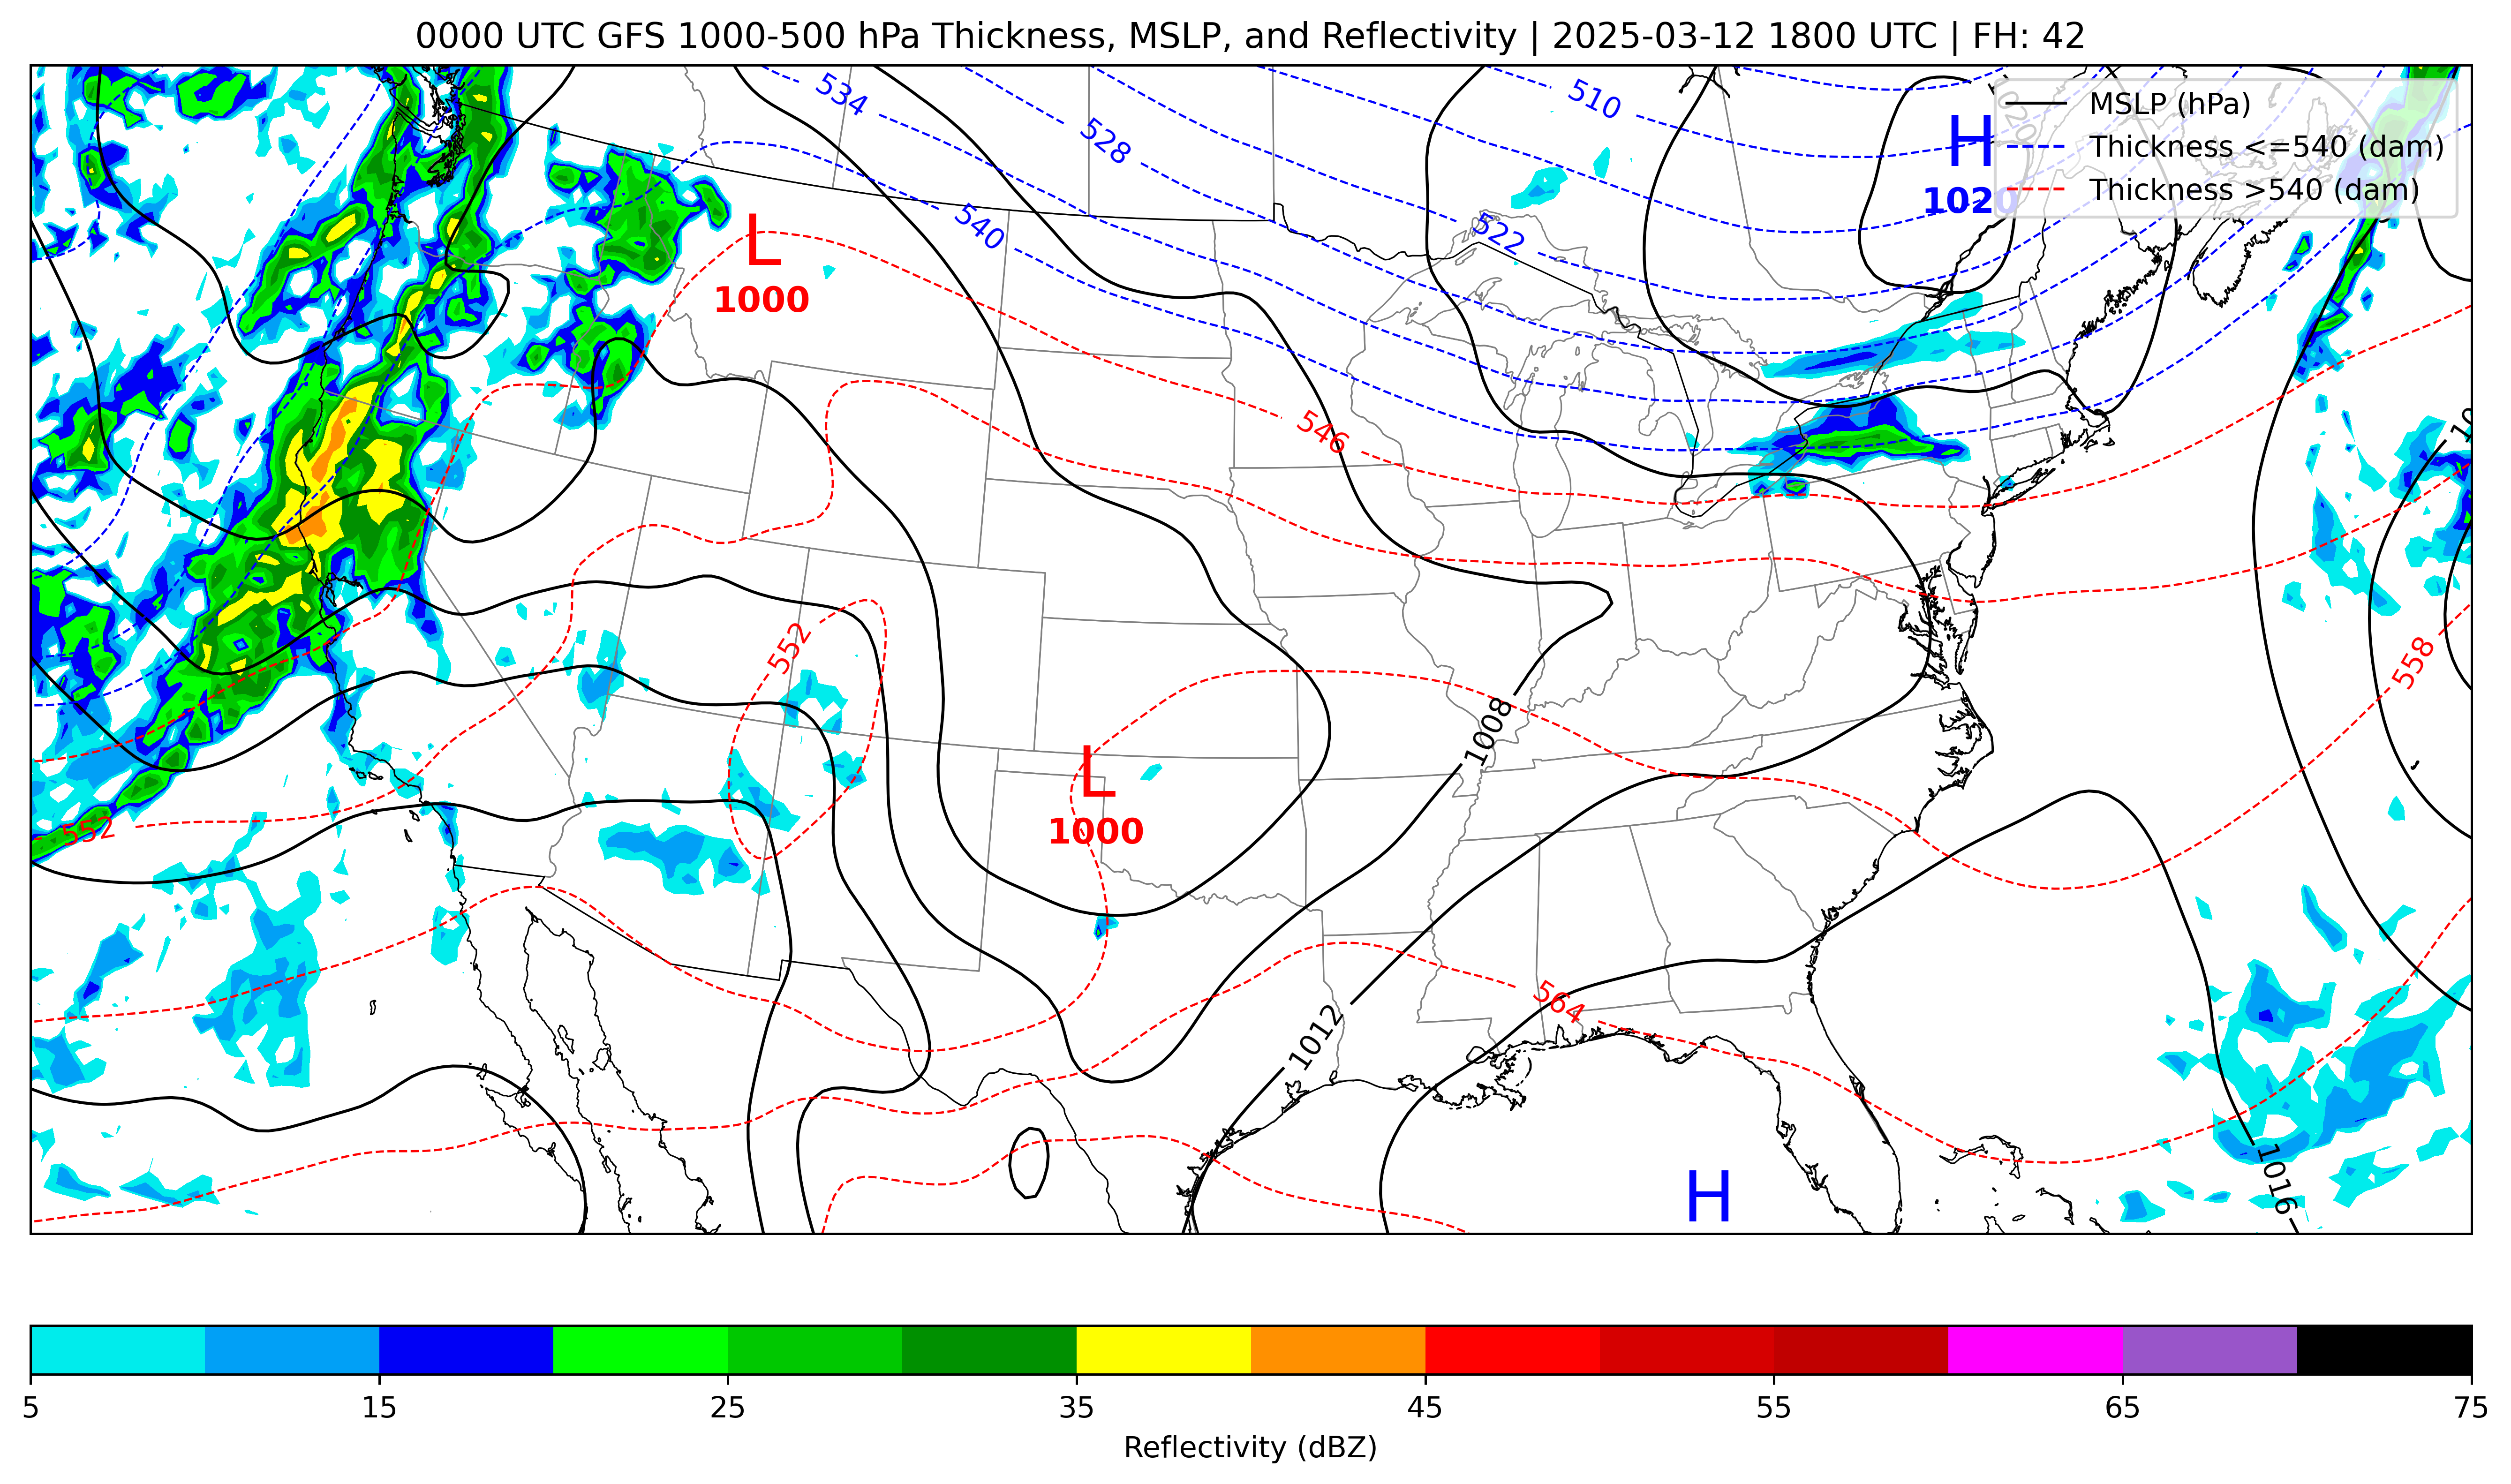 0000 UTC GFS 1000-500 hPa Thickness, MSLP, and Reflectivity | 2025-03-12 1800 UTC | FH: 42
MSLP (hPa)
Thickness <=540 (dam)
Thickness >540 (dam)
534
528
510
1020
H
1020
522
540
L
1000
546
552
558
1008
L
1000
552
564
1012
1016
H
5 15 25 35 45 55 65 75
Reflectivity (dBZ)